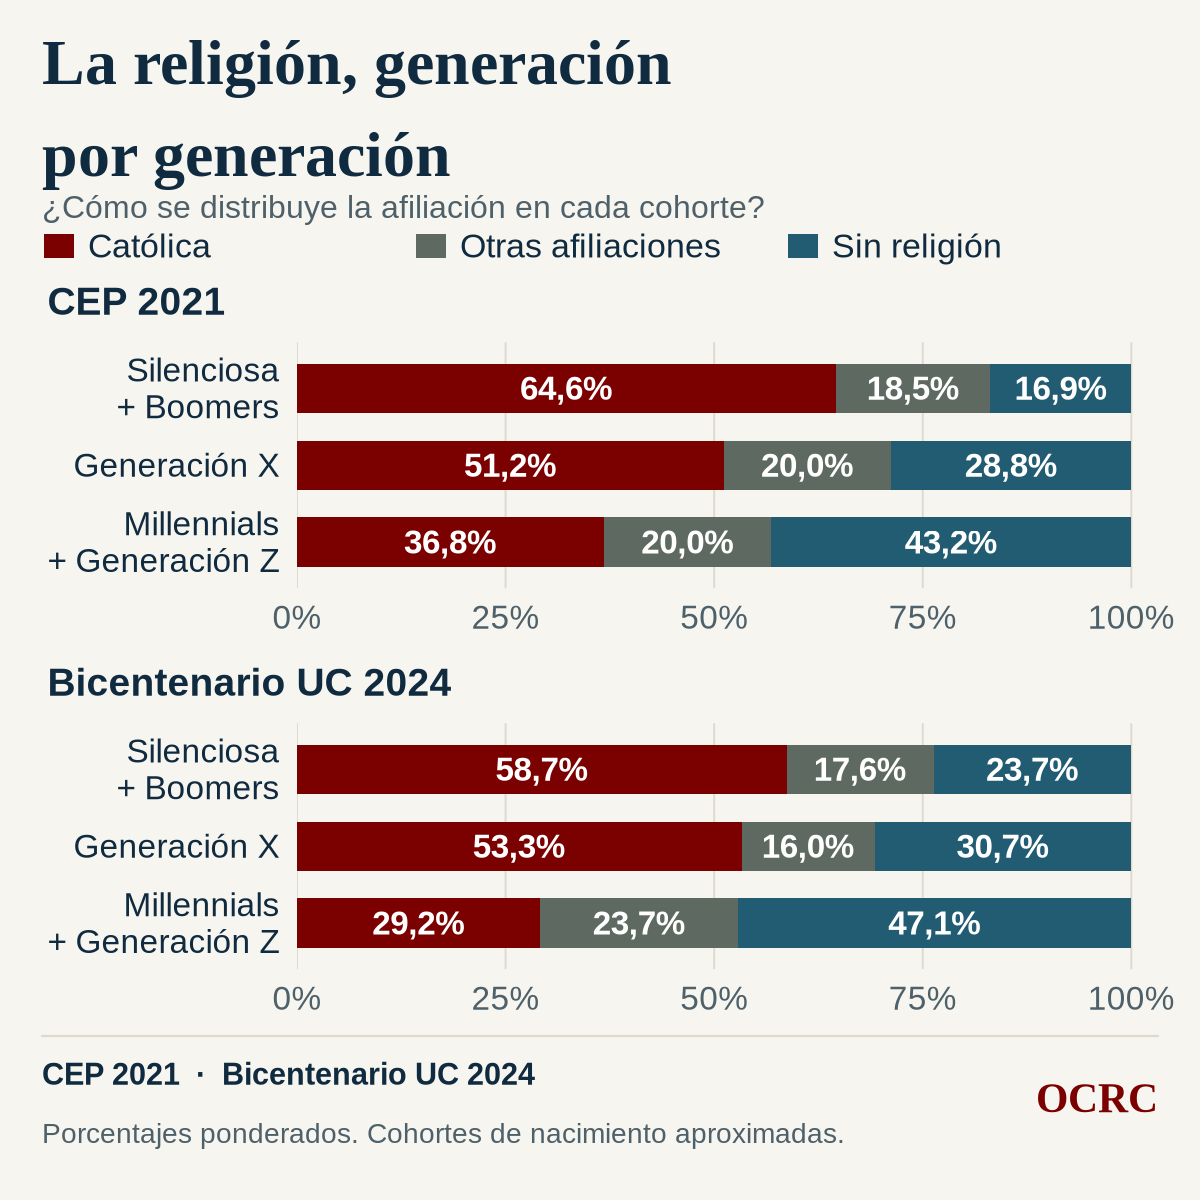 La religión, generación
por generación
¿Cómo se distribuye la afiliación en cada cohorte?
Católica Otras afiliaciones Sin religión
CEP 2021
Silenciosa
+ Boomers
64,6% 18,5% 16,9%
Generación X 51,2% 20,0% 28,8%
Millennials
+ Generación Z
36,8% 20,0% 43,2%
0% 25% 50% 75% 100%
Bicentenario UC 2024
Silenciosa
+ Boomers
58,7% 17,6% 23,7%
Generación X 53,3% 16,0% 30,7%
Millennials
+ Generación Z
29,2% 23,7% 47,1%
0% 25% 50% 75% 100%
CEP 2021 · Bicentenario UC 2024
OCRC
Porcentajes ponderados. Cohortes de nacimiento aproximadas.